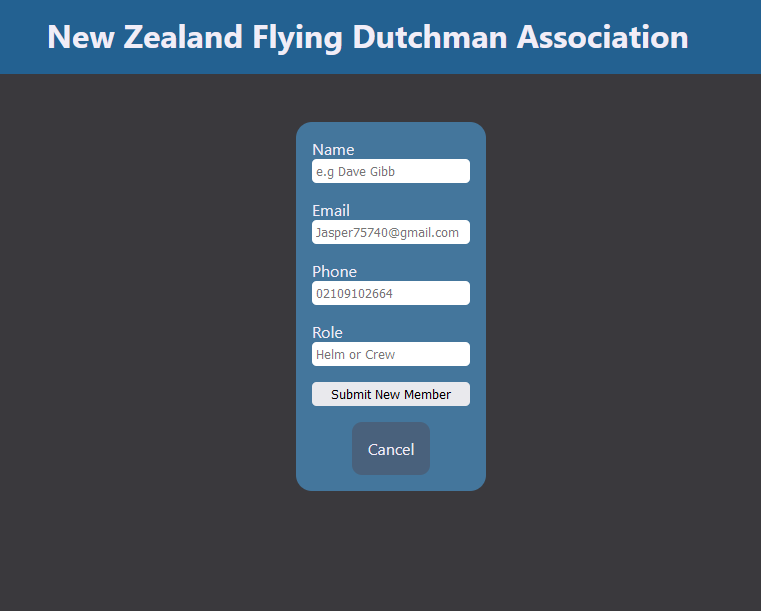 New Zealand Flying Dutchman Association
Name
e.g Dave Gibb
Email
Jasper75740@gmail.com
Phone
02109102664
Role
Helm or Crew
Submit New Member
Cancel